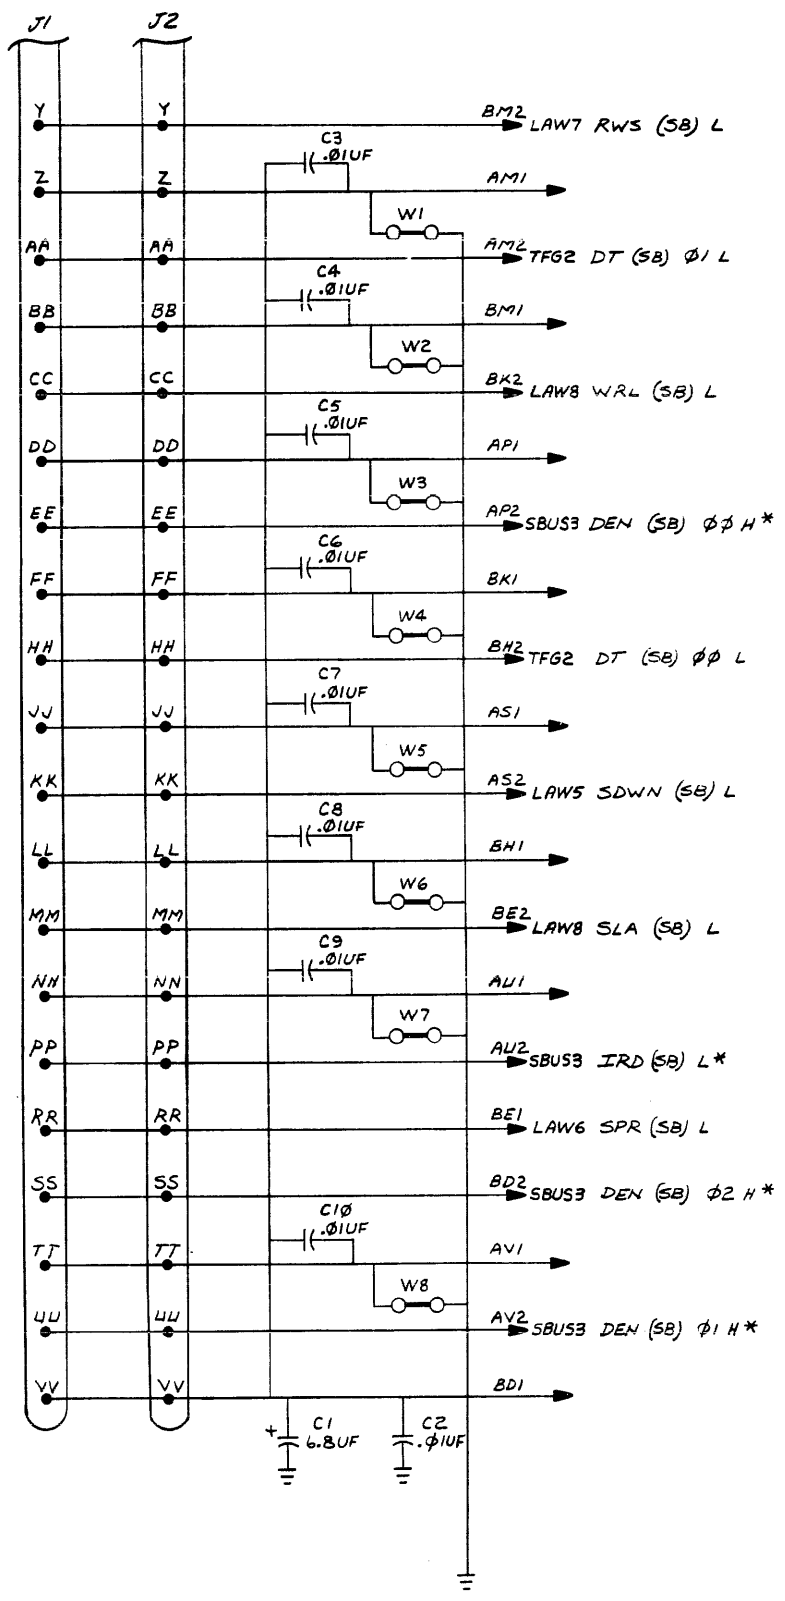 J1 J2
Y Y BM2 LAW7 RWS (SB) L
C3
.Ø1UF
Z Z AM1
W1
AA AA AM2 TFG2 DT (SB) Ø1 L
C4
.Ø1UF
BB BB BM1
W2
CC CC BK2 LAW8 WRL (SB) L
C5
.Ø1UF
DD DD AP1
W3
EE EE AP2 SBUS3 DEN (SB) ØØ H*
C6
.Ø1UF
FF FF BK1
W4
HH HH BH2 TFG2 DT (SB) ØØ L
C7
.Ø1UF
JJ JJ AS1
W5
KK KK AS2 LAW5 SDWN (SB) L
C8
.Ø1UF
LL LL BH1
W6
MM MM BE2 LAW8 SLA (SB) L
C9
.Ø1UF
NN NN AU1
W7
PP PP AU2 SBUS3 IRD (SB) L*
RR RR BE1 LAW6 SPR (SB) L
SS SS BD2 SBUS3 DEN (SB) Ø2 H*
C1Ø
.Ø1UF
TT TT AV1
W8
UU UU AV2 SBUS3 DEN (SB) Ø1 H*
VV VV BD1
+ C1 C2
6.8UF .Ø1UF